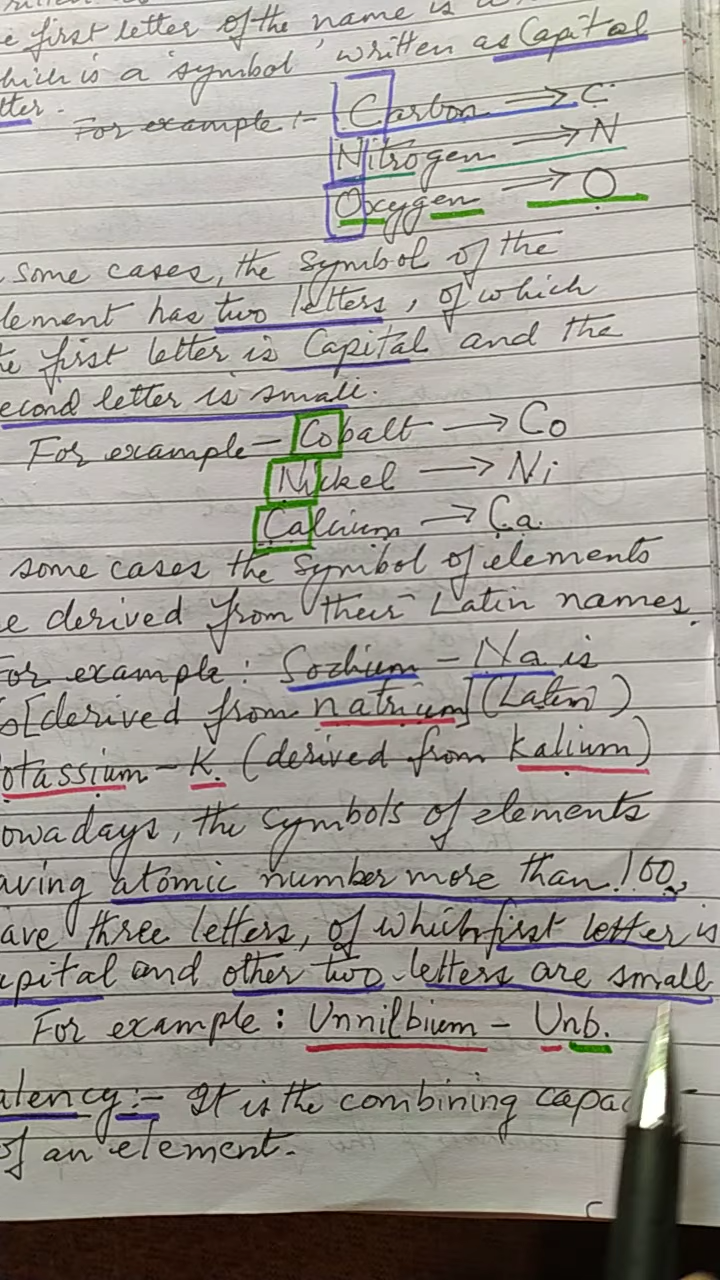 e first letter of the name is
which is a 'symbol' written as Capital
tter.
For example :- Carbon → C
Nitrogen → N
Oxygen → O
some cases, the symbol of the
lement has two letters, of which
e first letter is Capital and the
econd letter is small.
For example - Cobalt → Co
Nickel → Ni
Calcium → Ca
some cases the symbol of elements
e derived from their Latin names.
For example : Sodium - Na is
[derived from natrium] (Latin)
otassium - K. (derived from Kalium)
owadays, the symbols of elements
aving atomic number more than 100,
ave three letters, of which first letter is
apital and other two letters are small
For example : Unnilbium - Unb.
alency :- It is the combining capac
of an element.